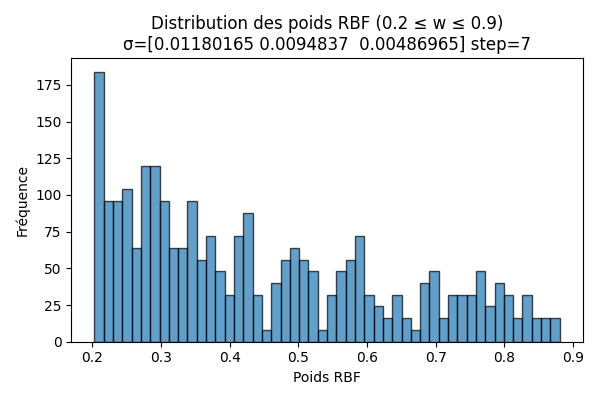 Distribution des poids RBF (0.2 ≤ w ≤ 0.9)
σ=[0.01180165 0.0094837  0.00486965] step=7
Fréquence
175
150
125
100
75
50
25
0
0.2 0.3 0.4 0.5 0.6 0.7 0.8 0.9
Poids RBF